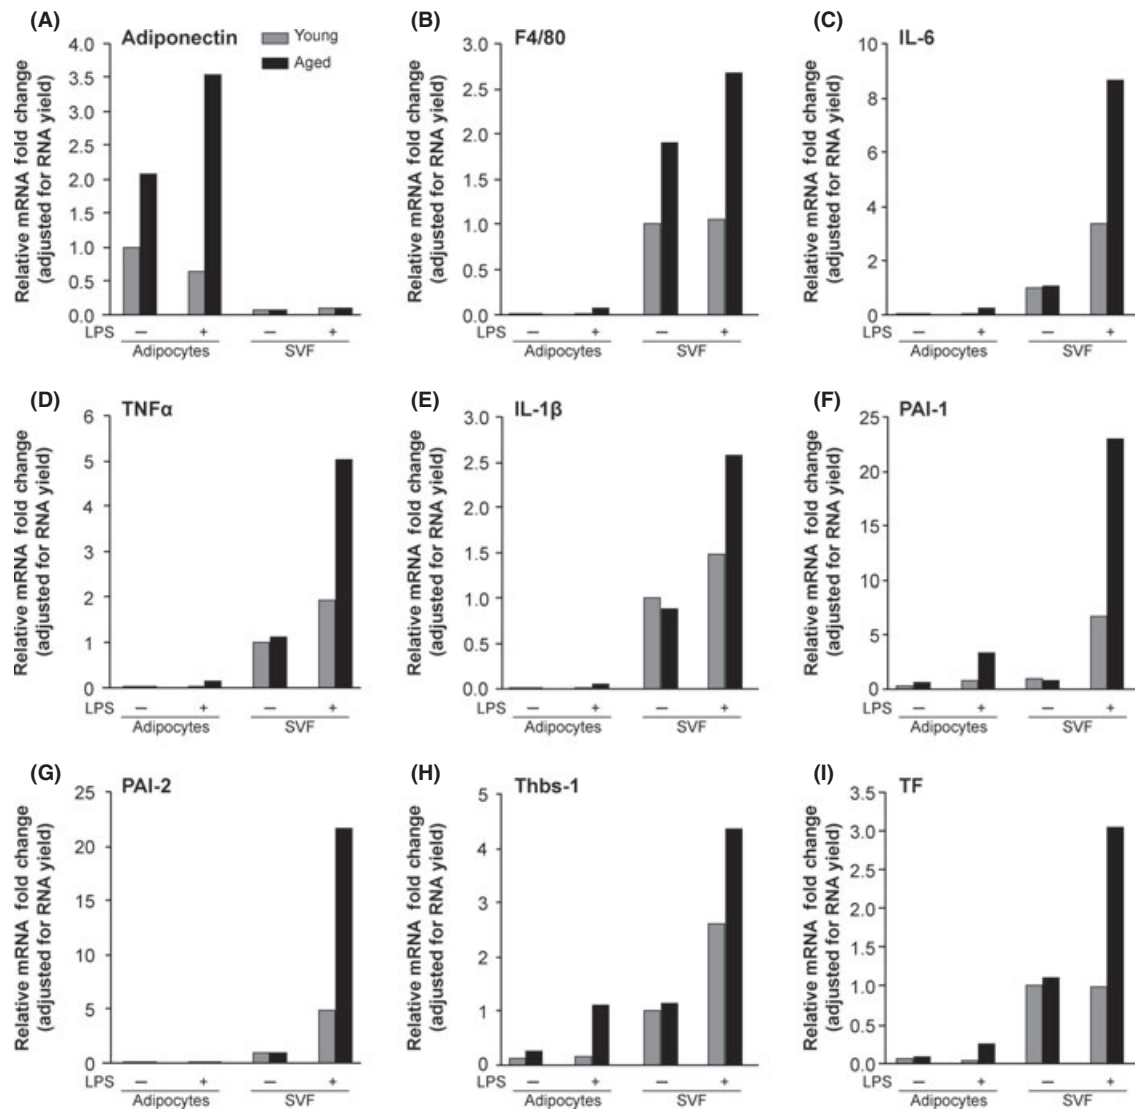 (A)
Adiponectin
Young
Aged
Relative mRNA fold change
(adjusted for RNA yield)
4.0
3.5
3.0
2.5
2.0
1.5
1.0
0.5
0.0
LPS − + − +
Adipocytes SVF
(B)
F4/80
Relative mRNA fold change
(adjusted for RNA yield)
3.0
2.5
2.0
1.5
1.0
0.5
0.0
LPS − + − +
Adipocytes SVF
(C)
IL-6
Relative mRNA fold change
(adjusted for RNA yield)
10
8
6
4
2
0
LPS − + − +
Adipocytes SVF
(D)
TNFα
Relative mRNA fold change
(adjusted for RNA yield)
6
5
4
3
2
1
0
LPS − + − +
Adipocytes SVF
(E)
IL-1β
Relative mRNA fold change
(adjusted for RNA yield)
3.0
2.5
2.0
1.5
1.0
0.5
0.0
LPS − + − +
Adipocytes SVF
(F)
PAI-1
Relative mRNA fold change
(adjusted for RNA yield)
25
20
15
10
5
0
LPS − + − +
Adipocytes SVF
(G)
PAI-2
Relative mRNA fold change
(adjusted for RNA yield)
25
20
15
10
5
0
LPS − + − +
Adipocytes SVF
(H)
Thbs-1
Relative mRNA fold change
(adjusted for RNA yield)
5
4
3
2
1
0
LPS − + − +
Adipocytes SVF
(I)
TF
Relative mRNA fold change
(adjusted for RNA yield)
3.5
3.0
2.5
2.0
1.5
1.0
0.5
0.0
LPS − + − +
Adipocytes SVF